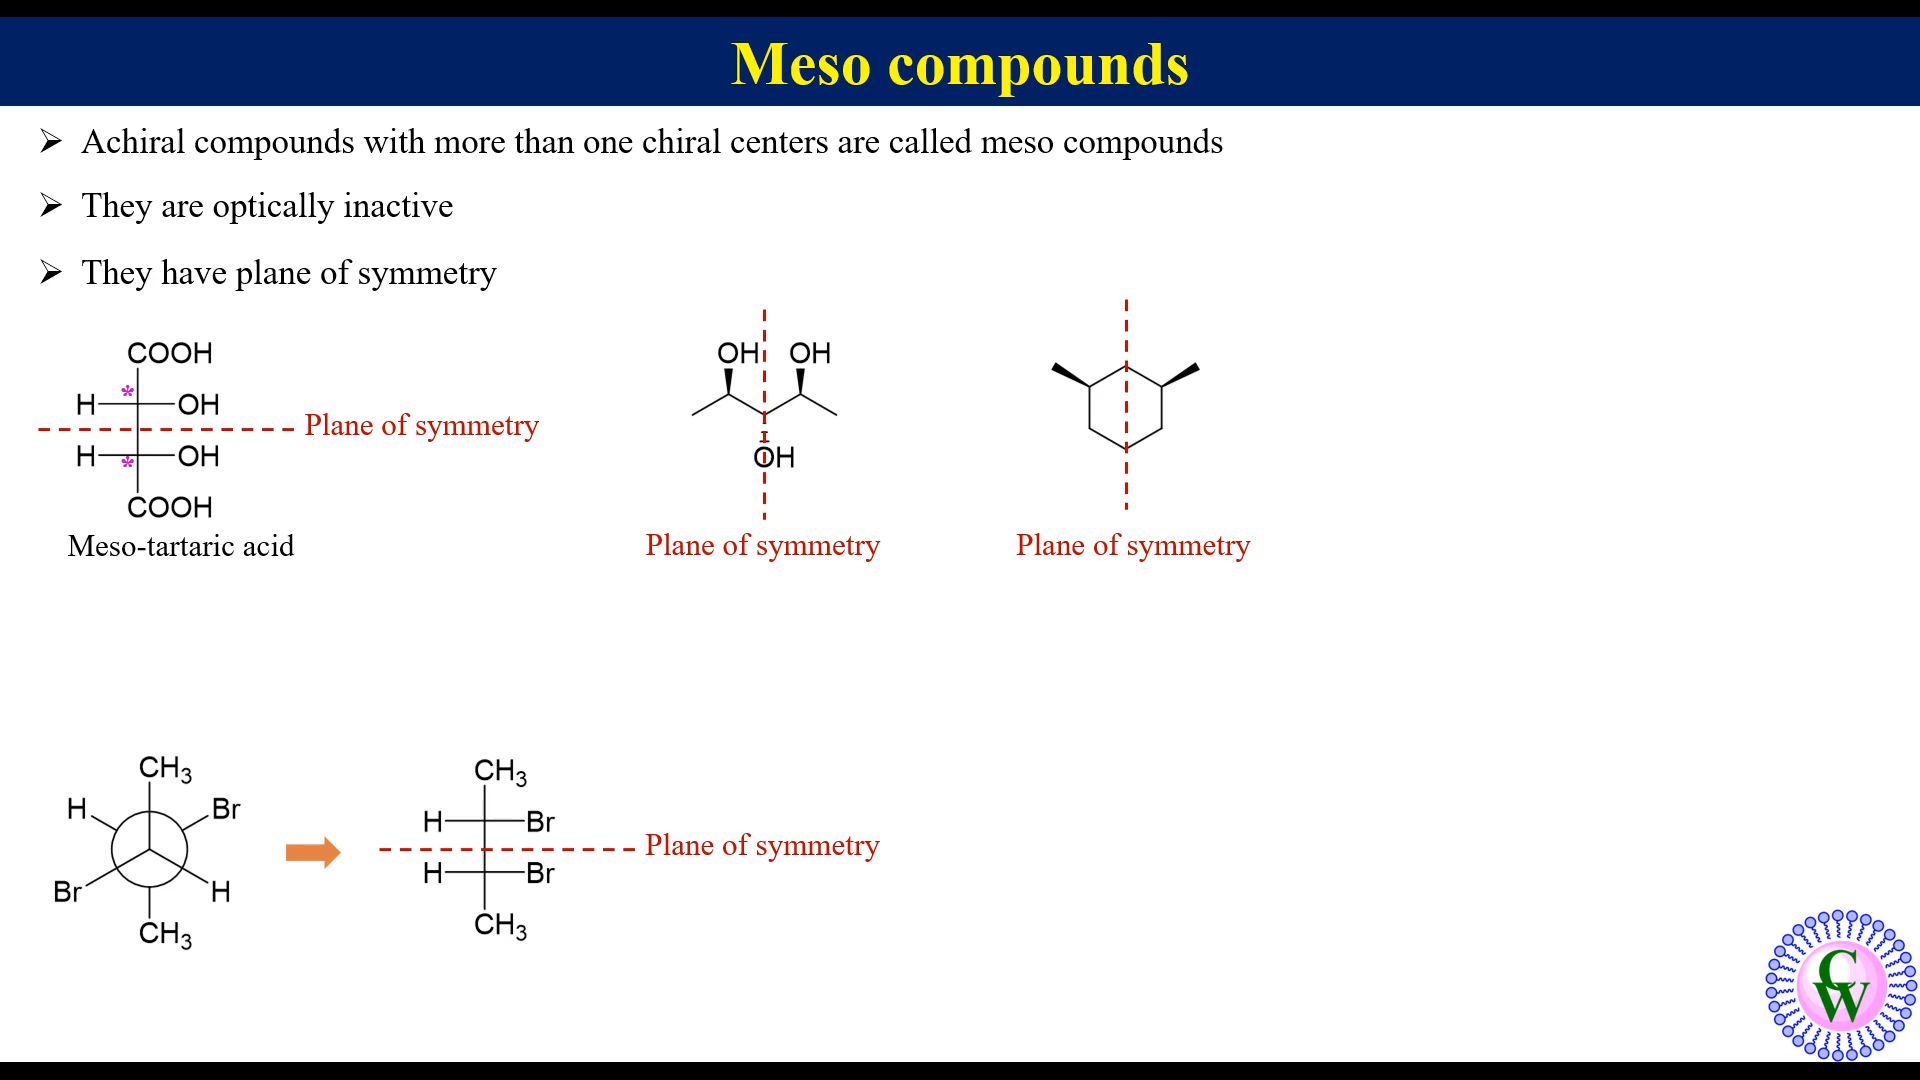 Meso compounds
➢ Achiral compounds with more than one chiral centers are called meso compounds
➢ They are optically inactive
➢ They have plane of symmetry
COOH
*
H OH
Plane of symmetry
H OH
*
COOH
Meso-tartaric acid
OH OH
OH
Plane of symmetry
Plane of symmetry
CH3
H Br
Br H
CH3
CH3
H Br
Plane of symmetry
H Br
CH3
CW